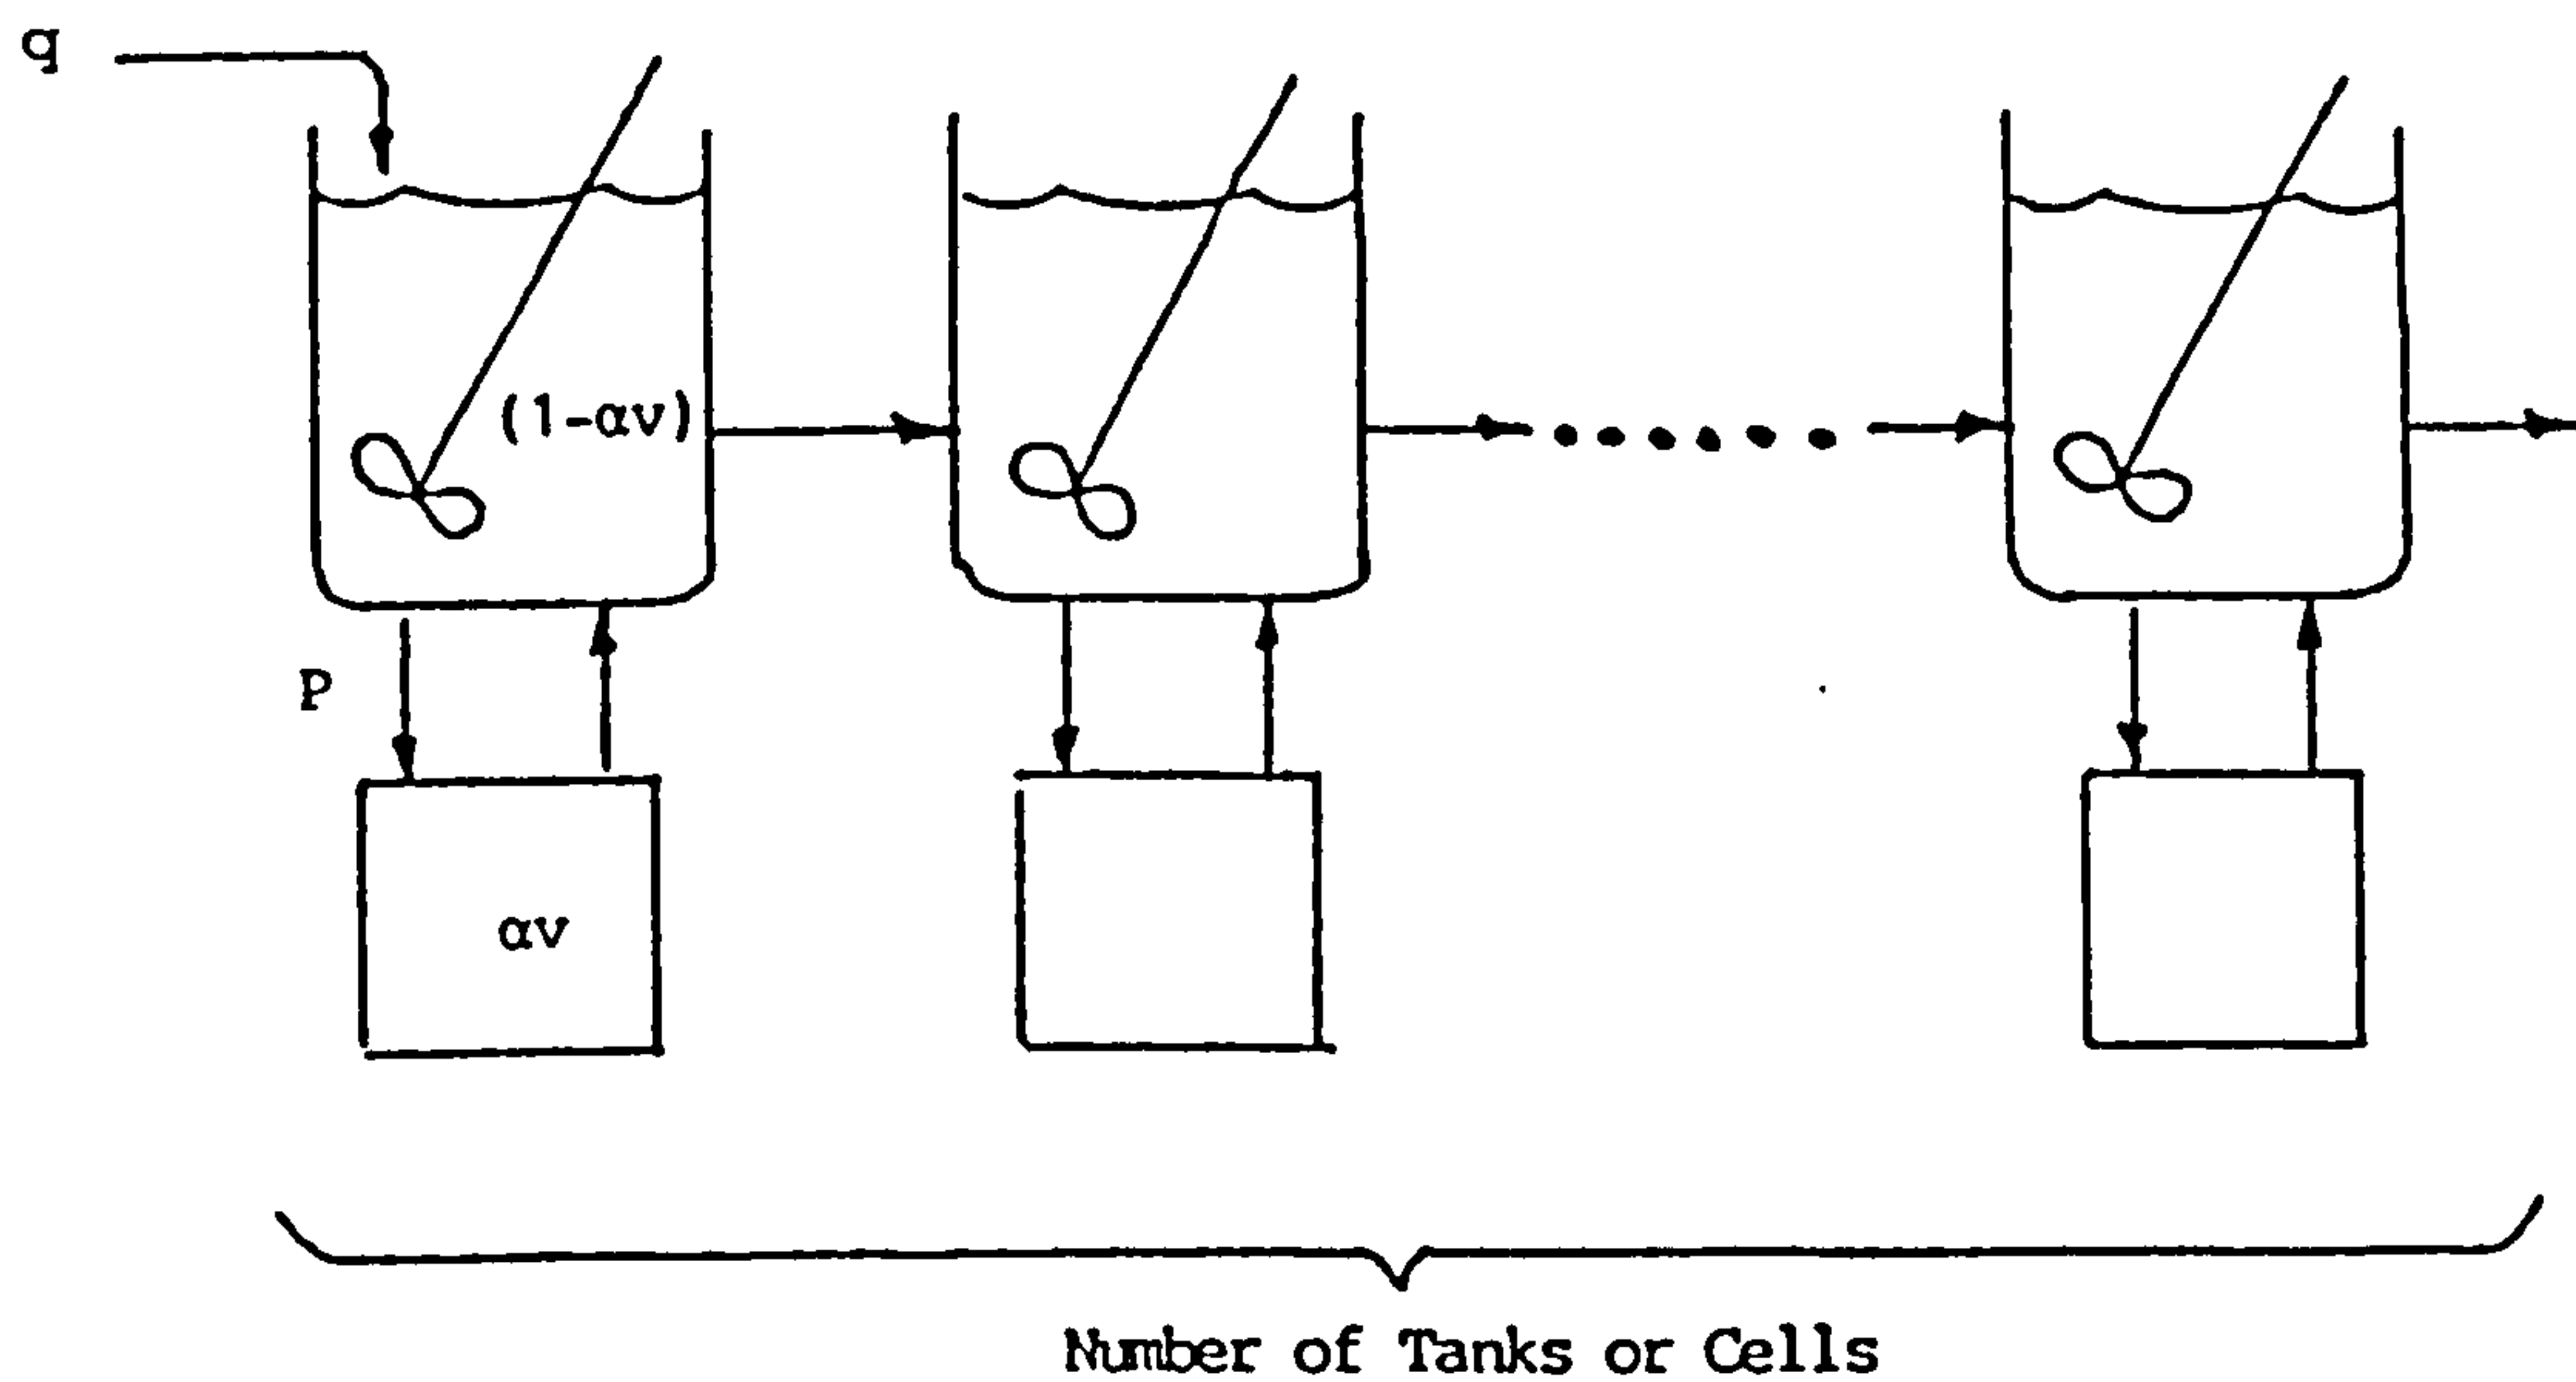 q
(1-αv)
P
αv
Number of Tanks or Cells